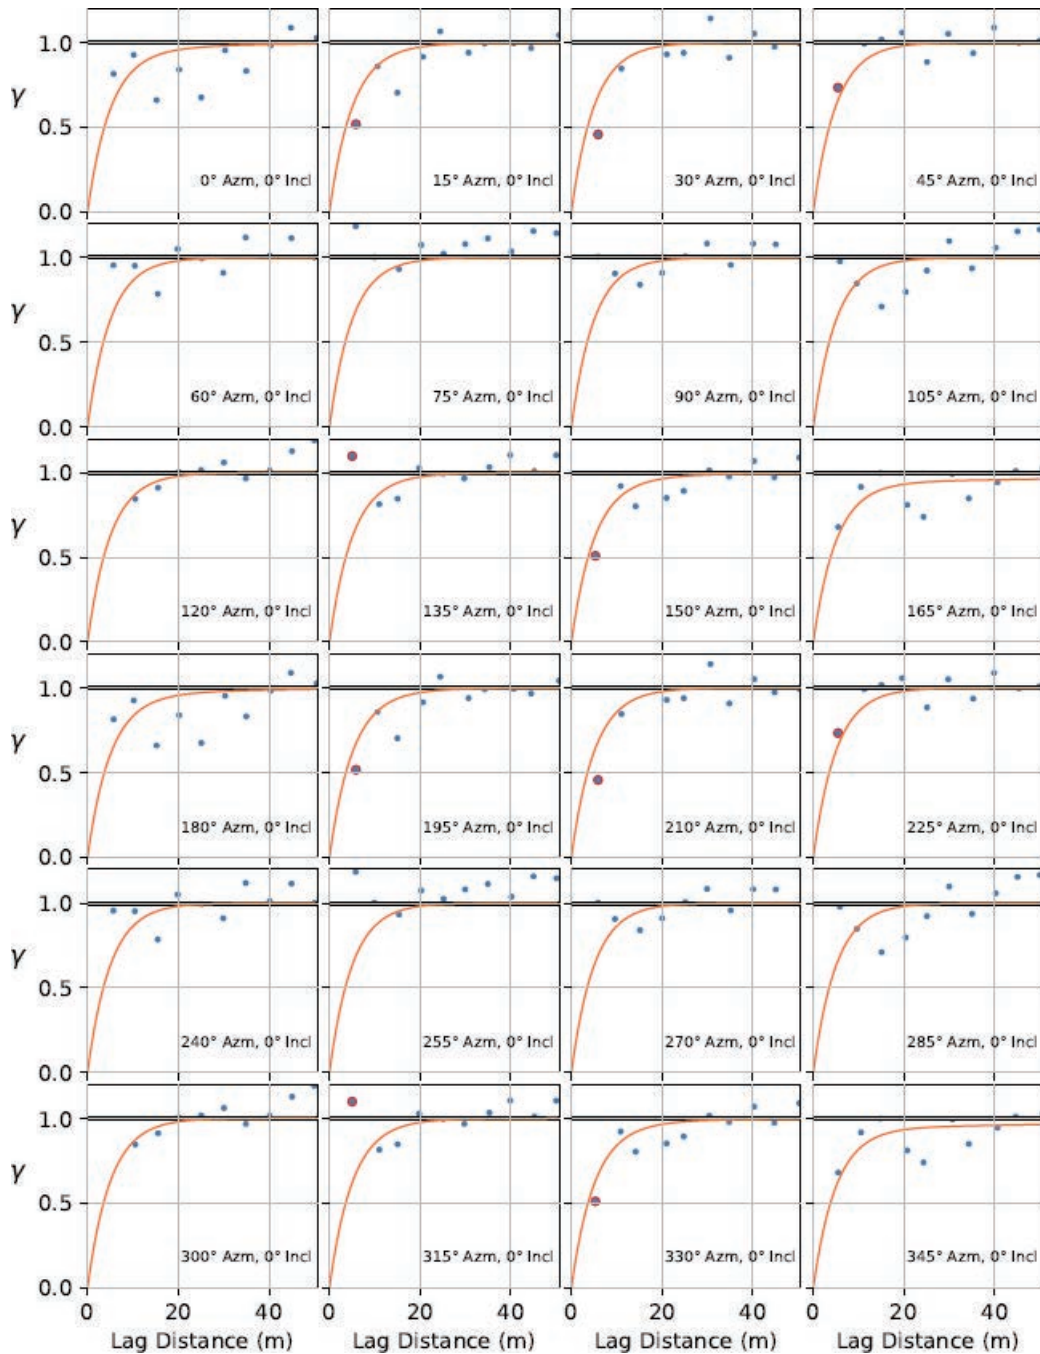 1.0
γ
0.5
0° Azm, 0° Incl
15° Azm, 0° Incl
30° Azm, 0° Incl
45° Azm, 0° Incl
0.0
1.0
γ
0.5
60° Azm, 0° Incl
75° Azm, 0° Incl
90° Azm, 0° Incl
105° Azm, 0° Incl
0.0
1.0
γ
0.5
120° Azm, 0° Incl
135° Azm, 0° Incl
150° Azm, 0° Incl
165° Azm, 0° Incl
0.0
1.0
γ
0.5
180° Azm, 0° Incl
195° Azm, 0° Incl
210° Azm, 0° Incl
225° Azm, 0° Incl
0.0
1.0
γ
0.5
240° Azm, 0° Incl
255° Azm, 0° Incl
270° Azm, 0° Incl
285° Azm, 0° Incl
0.0
1.0
γ
0.5
300° Azm, 0° Incl
315° Azm, 0° Incl
330° Azm, 0° Incl
345° Azm, 0° Incl
0.0
0 20 40 0 20 40 0 20 40 0 20 40
Lag Distance (m) Lag Distance (m) Lag Distance (m) Lag Distance (m)